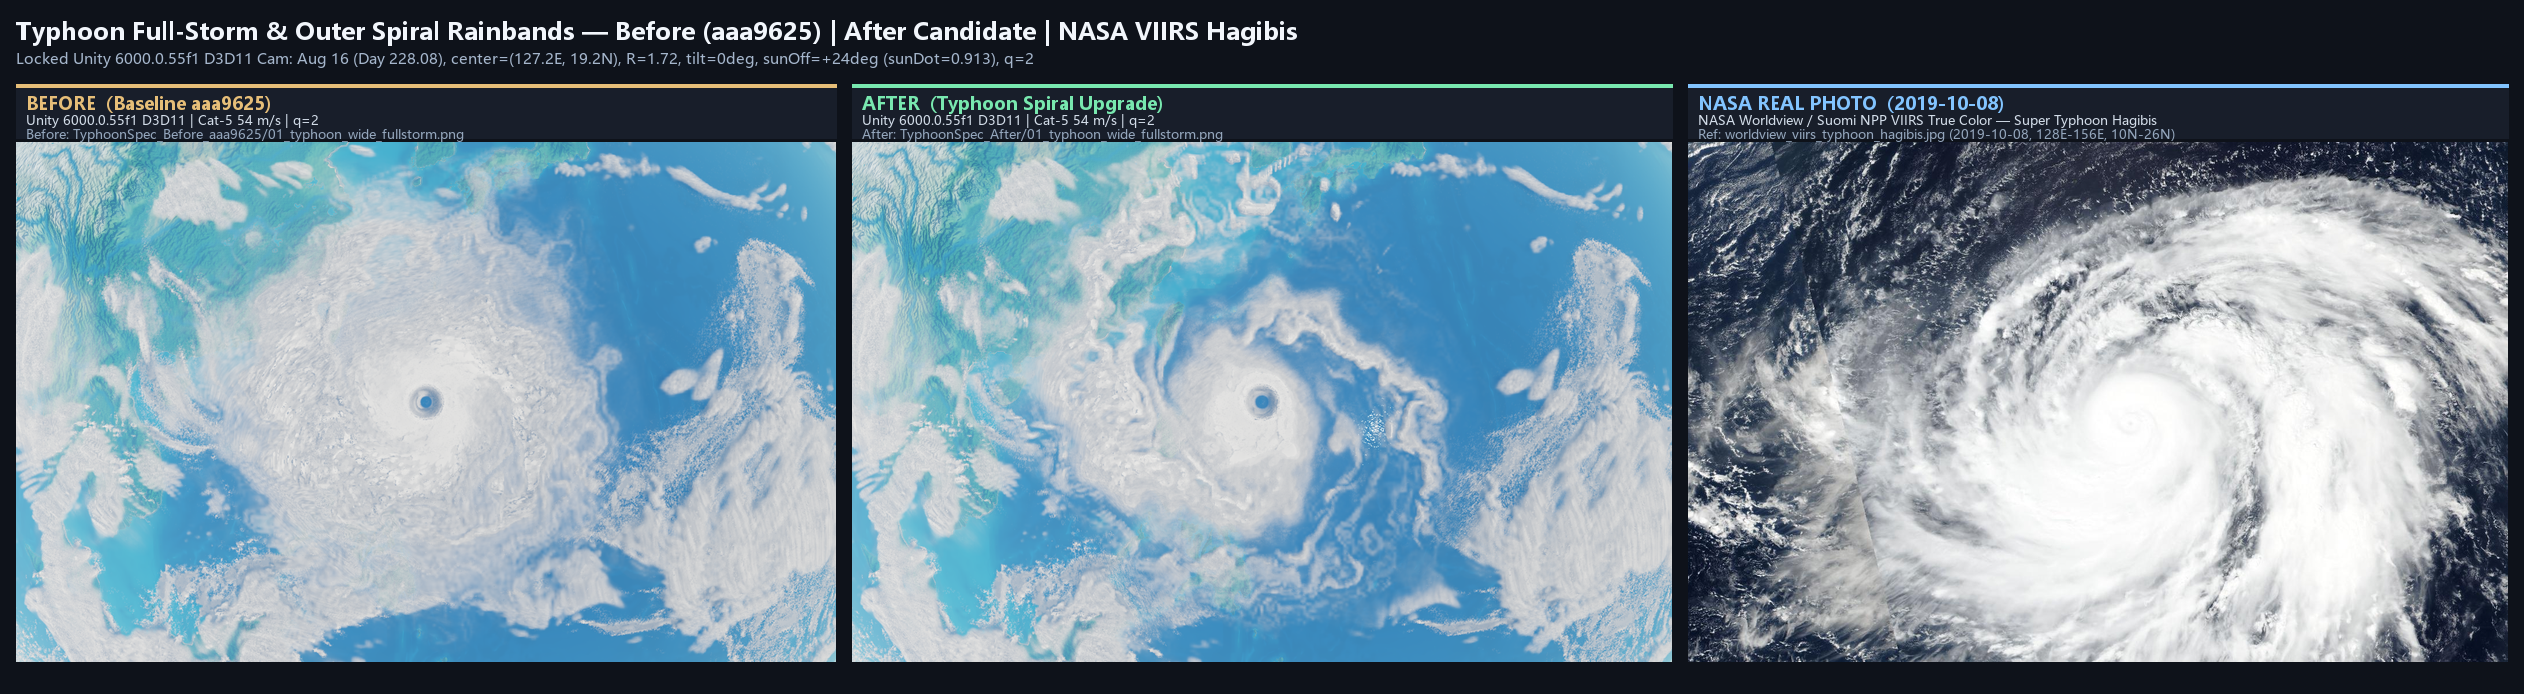 Typhoon Full-Storm & Outer Spiral Rainbands — Before (aaa9625) | After Candidate | NASA VIIRS Hagibis
Locked Unity 6000.0.55f1 D3D11 Cam: Aug 16 (Day 228.08), center=(127.2E, 19.2N), R=1.72, tilt=0deg, sunOff=+24deg (sunDot=0.913), q=2
BEFORE (Baseline aaa9625)
Unity 6000.0.55f1 D3D11 | Cat-5 54 m/s | q=2
Before: TyphoonSpec_Before_aaa9625/01_typhoon_wide_fullstorm.png
AFTER (Typhoon Spiral Upgrade)
Unity 6000.0.55f1 D3D11 | Cat-5 54 m/s | q=2
After: TyphoonSpec_After/01_typhoon_wide_fullstorm.png
NASA REAL PHOTO (2019-10-08)
NASA Worldview / Suomi NPP VIIRS True Color — Super Typhoon Hagibis
Ref: worldview_viirs_typhoon_hagibis.jpg (2019-10-08, 128E-156E, 10N-26N)